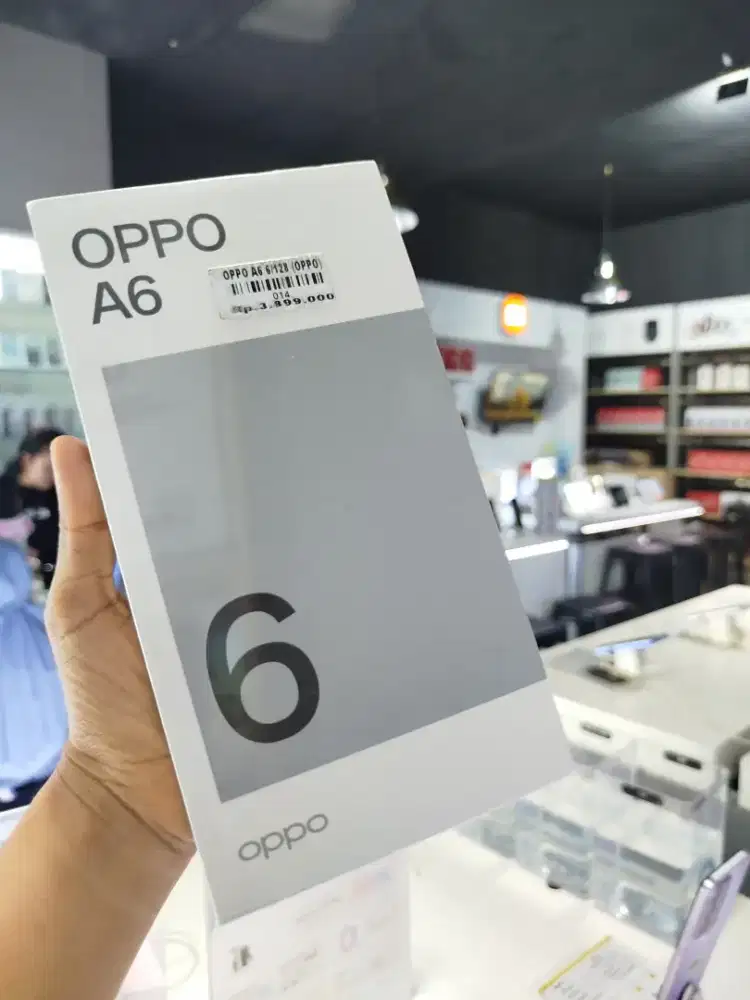 OPPO
A6
OPPO A6 6/128 (OPPO)
014
Rp.3.899.000
6
oppo